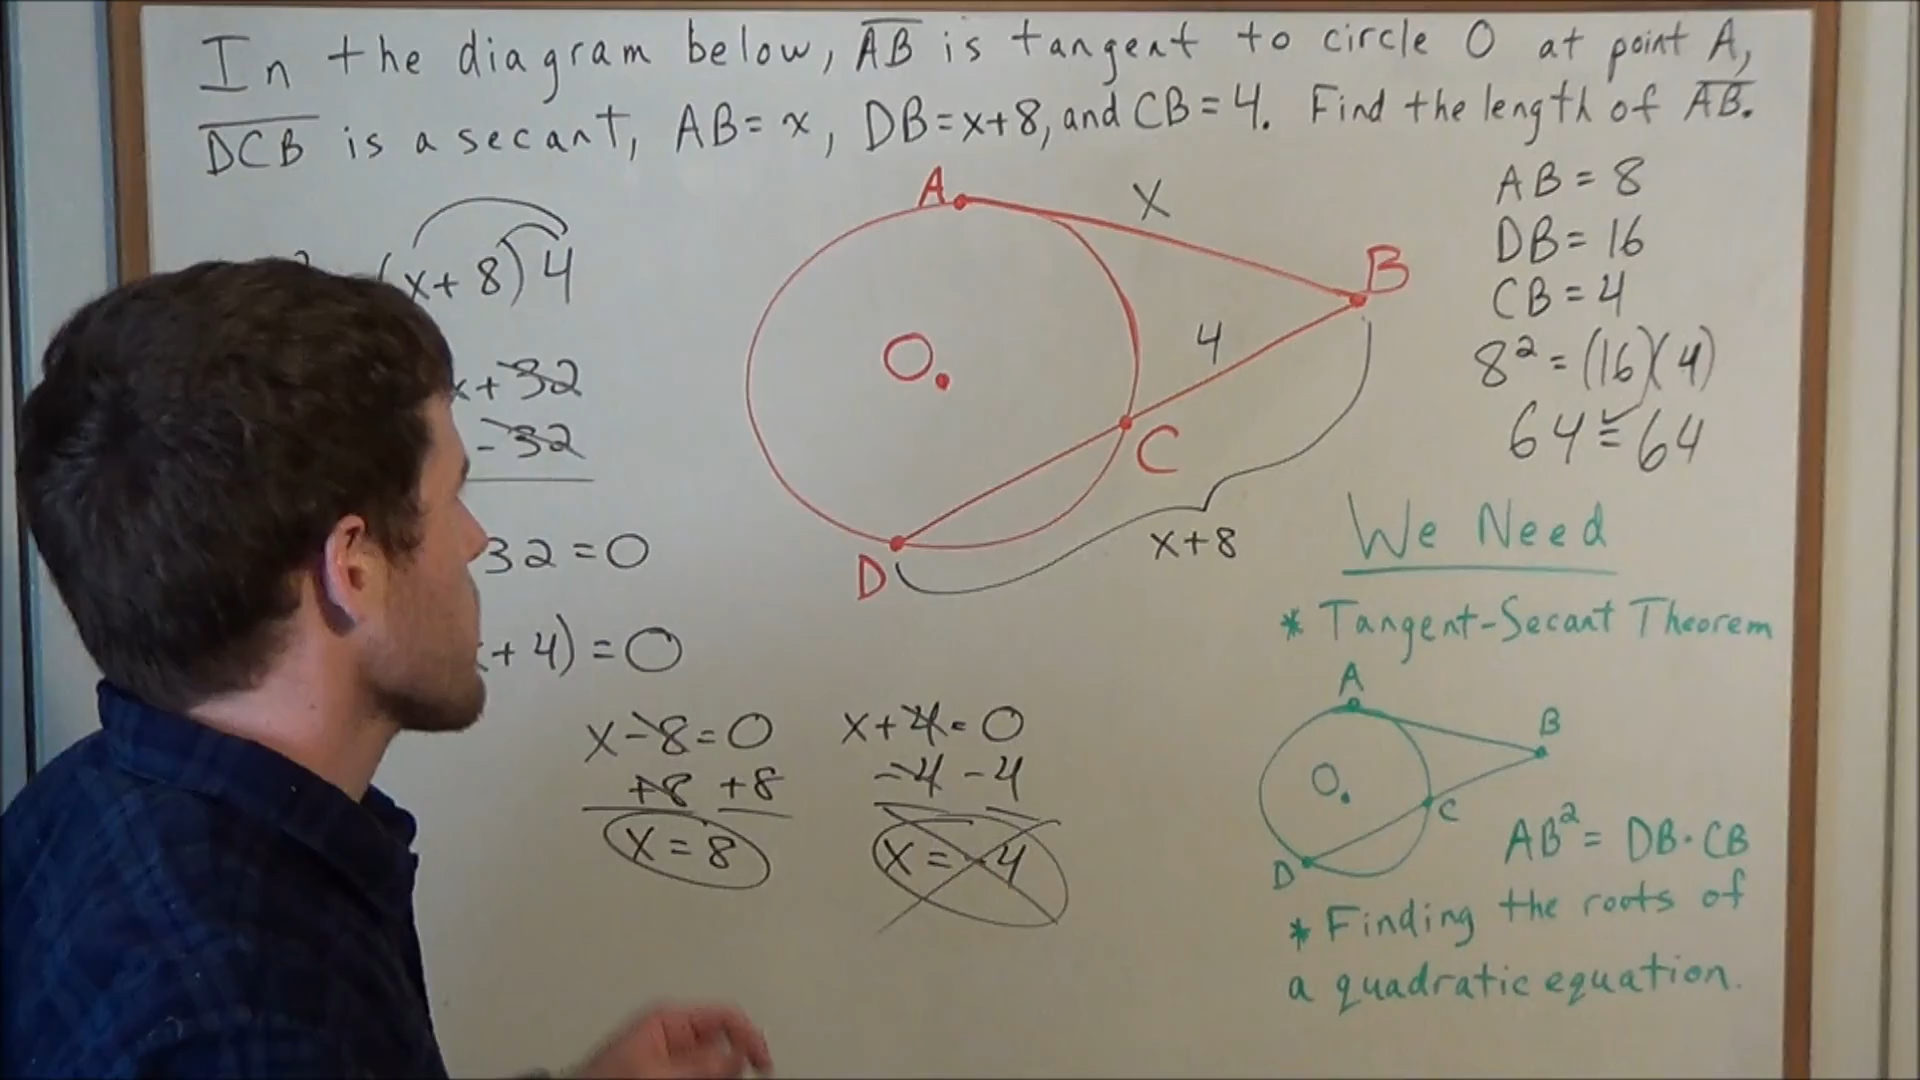 In the diagram below, AB is tangent to circle O at point A,
DCB is a secant, AB = x, DB = x+8, and CB = 4. Find the length of AB.
(x+8)4
x+32
-32
32=0
+4)=0
x-8=0
+8 +8
x=8
x+4=0
-4 -4
x=-4
A
x
B
O
4
C
x+8
D
AB = 8
DB = 16
CB = 4
8²=(16)(4)
64=64
We Need
* Tangent-Secant Theorem
A
B
O
C
D
AB²=DB·CB
* Finding the roots of
a quadratic equation.